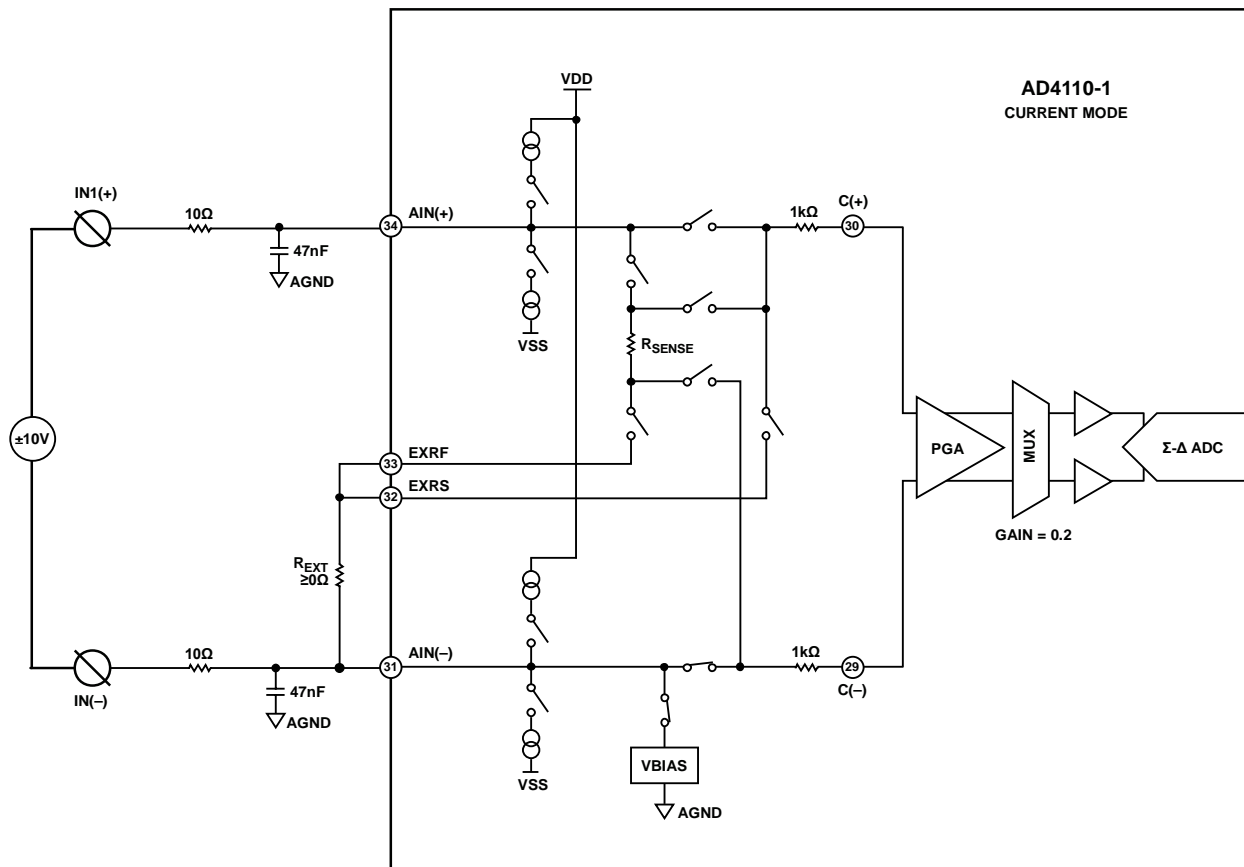 AD4110-1
CURRENT MODE
VDD
IN1(+)
10Ω
47nF
AGND
34
AIN(+)
VSS
RSENSE
C(+)
1kΩ
30
±10V
33
EXRF
32
EXRS
REXT
≥0Ω
PGA
MUX
Σ-Δ ADC
GAIN = 0.2
IN(–)
10Ω
47nF
AGND
31
AIN(–)
VSS
VBIAS
AGND
1kΩ
29
C(–)